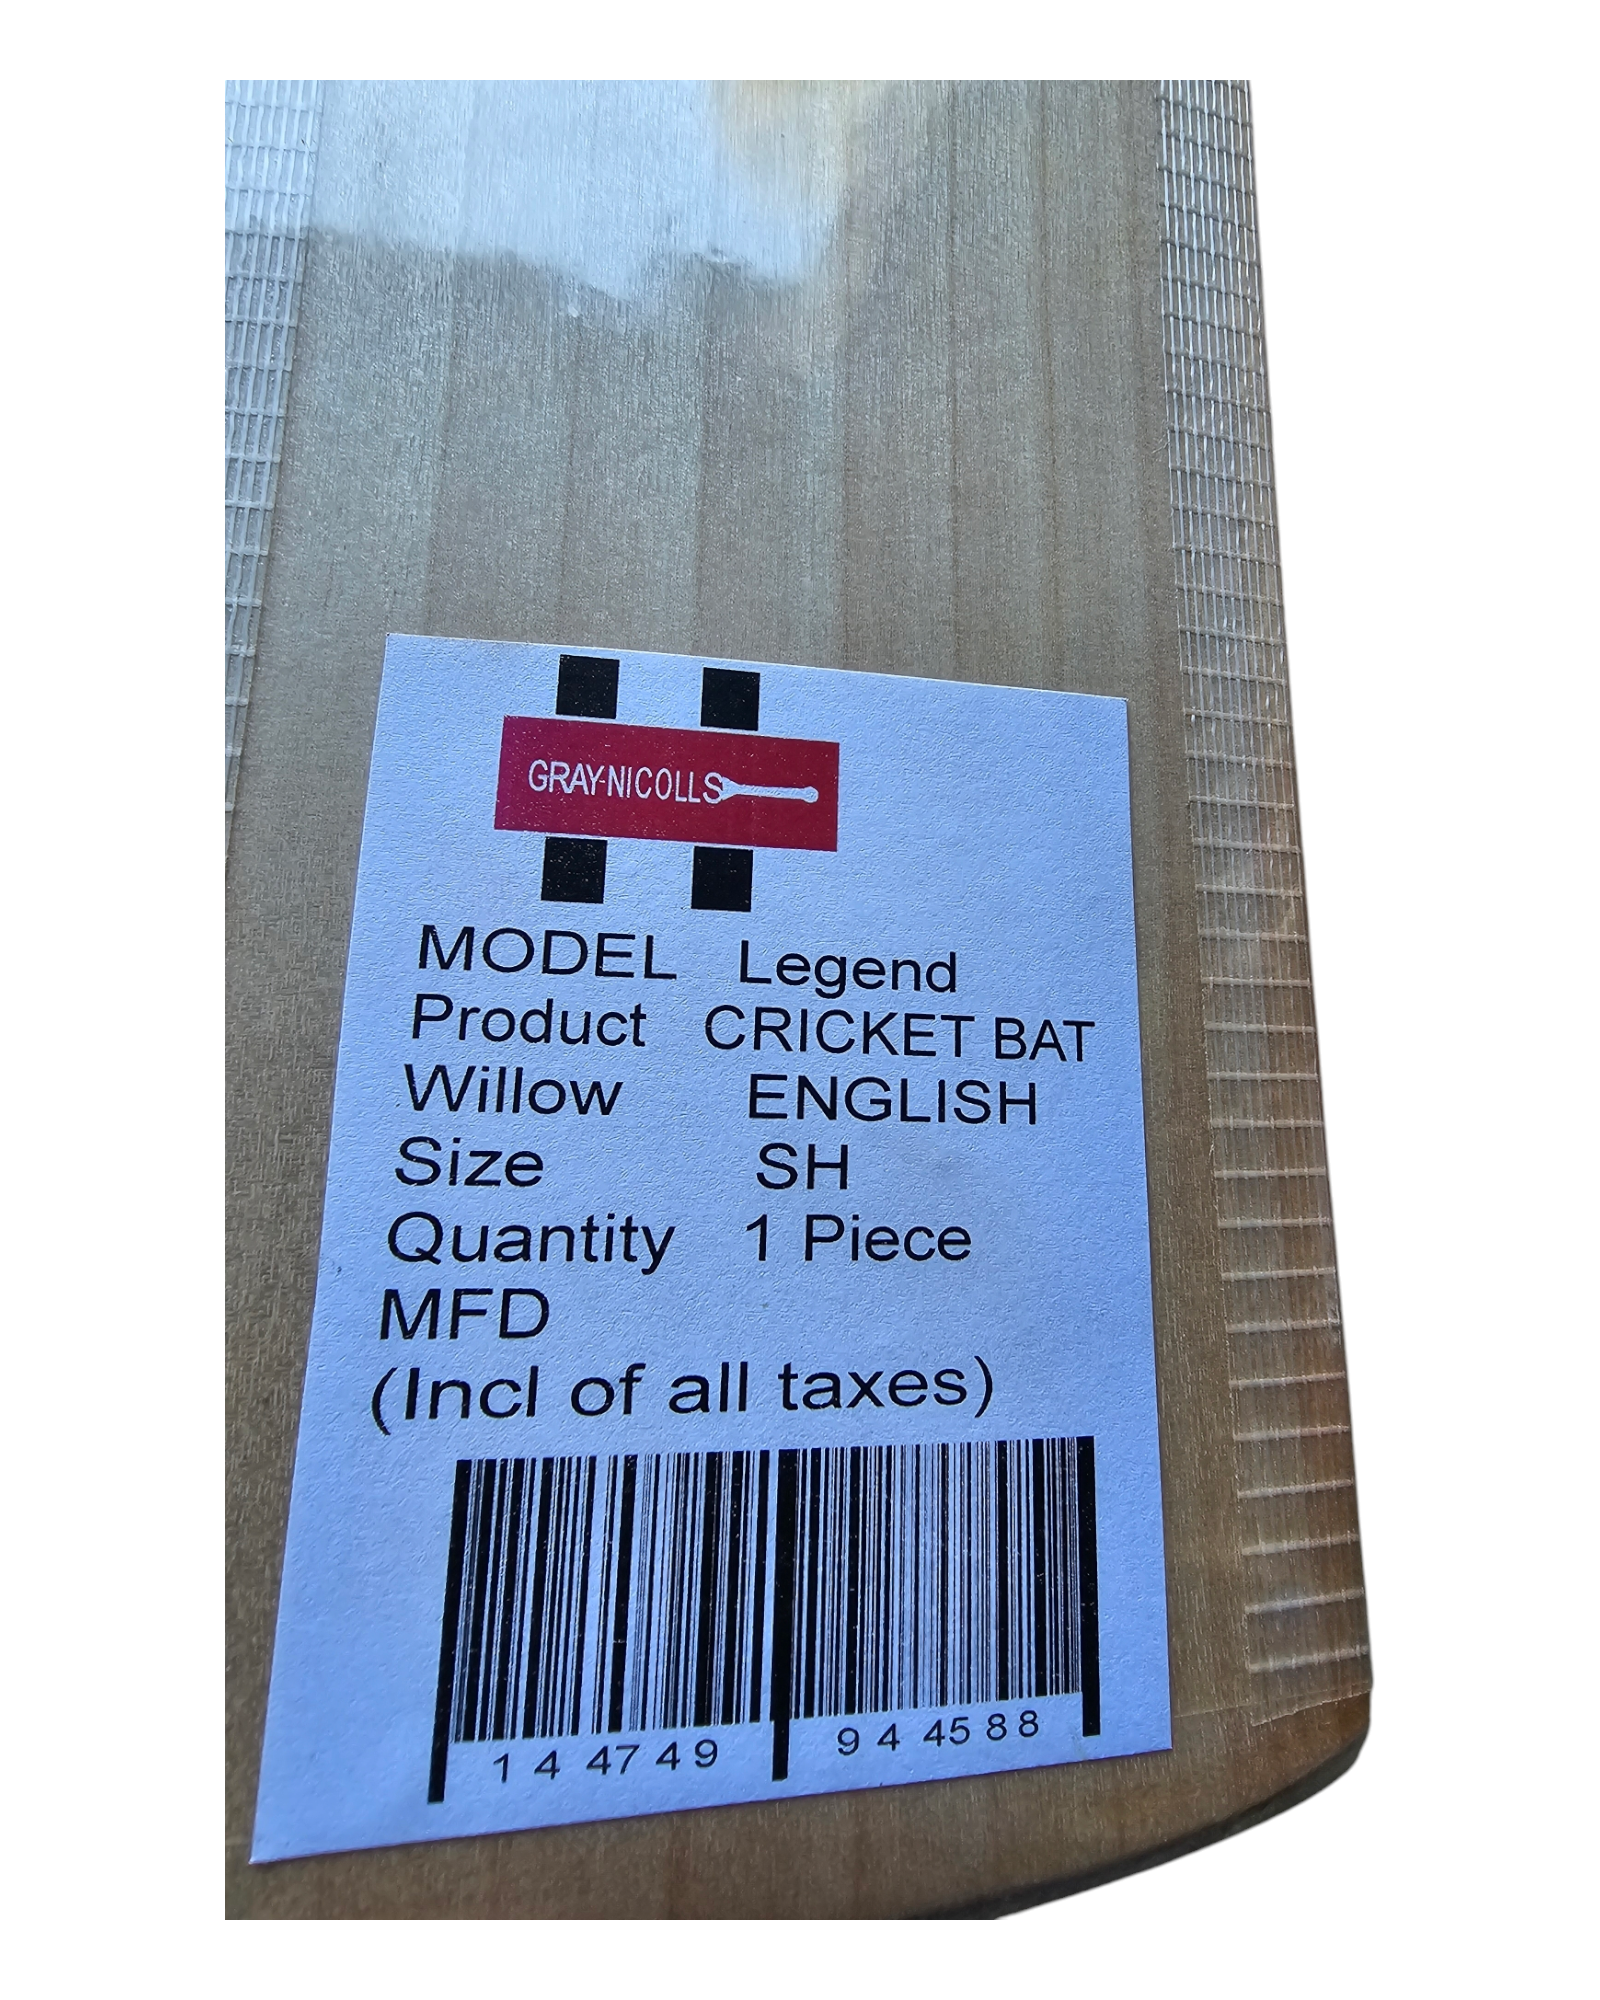 GRAY-NICOLLS
MODEL Legend
Product CRICKET BAT
Willow ENGLISH
Size SH
Quantity 1 Piece
MFD
(Incl of all taxes)
1 4 47 4 9 9 4 45 8 8